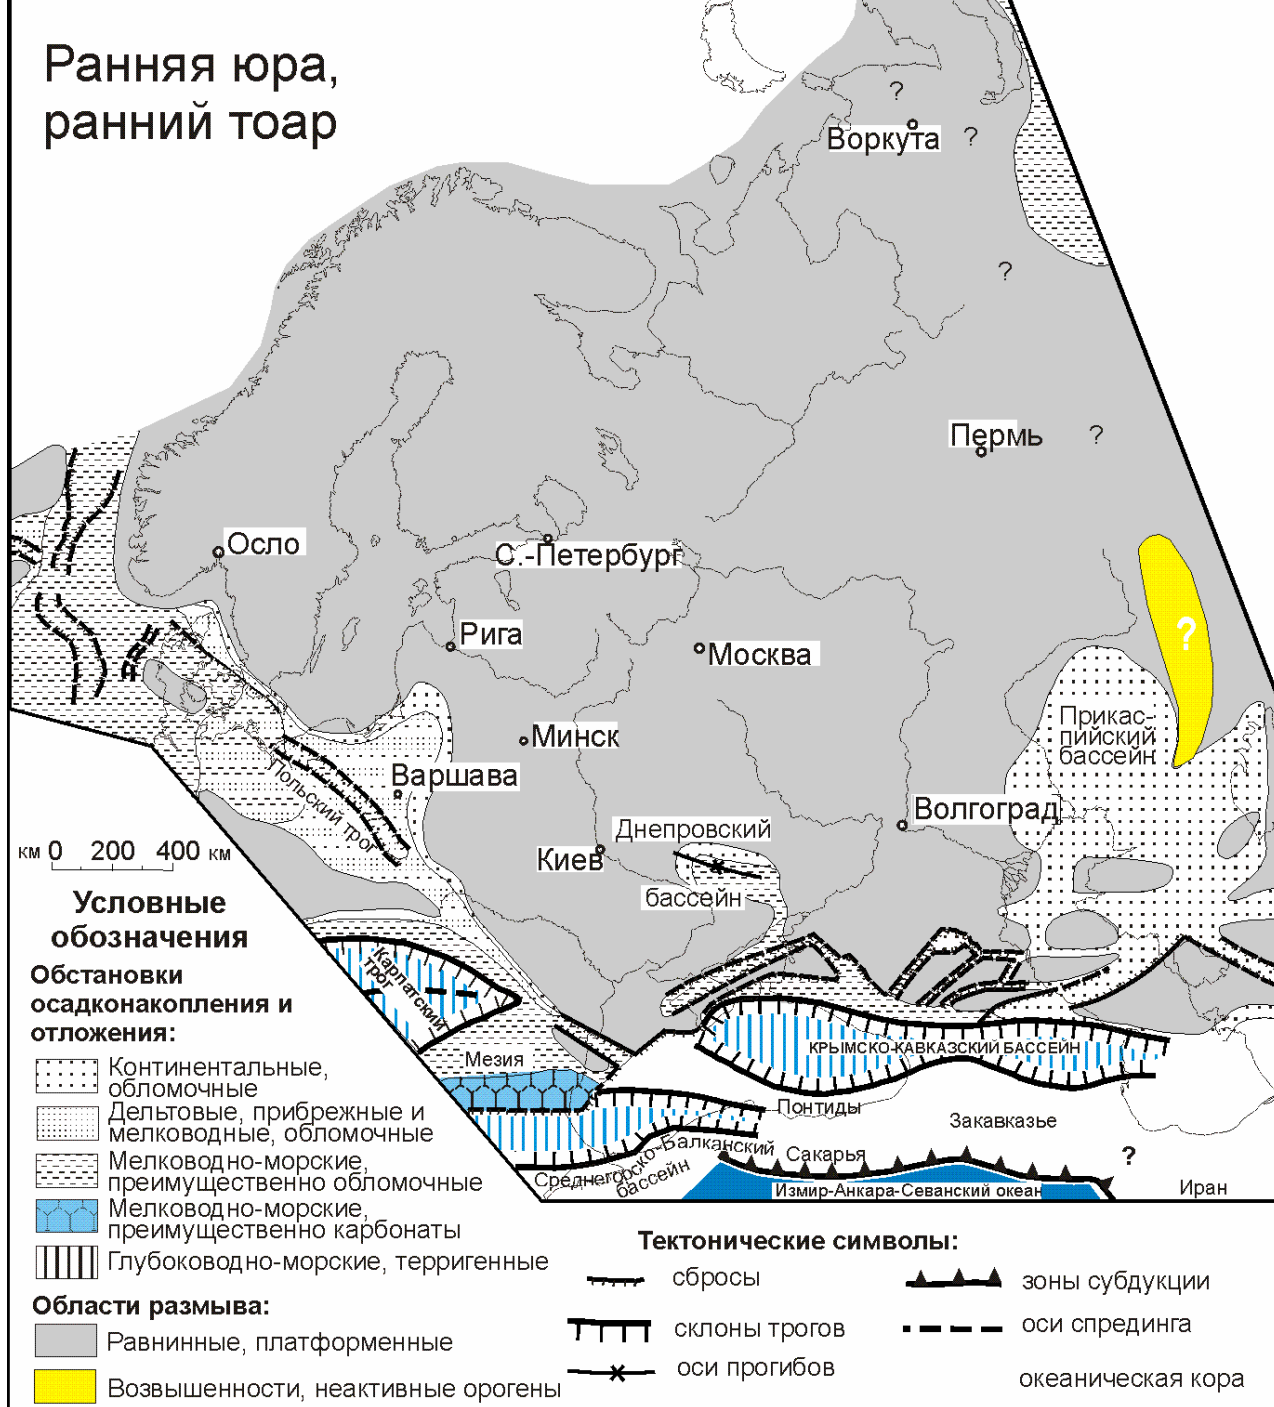 Ранняя юра,
ранний тоар
?
Воркута
?
?
Пермь
?
Осло
С.-Петербург
Рига
Москва
?
Минск
Прикас-
пийский
бассейн
Варшава
Польский трог
Волгоград
Днепровский
Киев
бассейн
км 0 200 400 км
Карпатский
трог
Мезия
КРЫМСКО-КАВКАЗСКИЙ БАССЕЙН
Понтиды
Закавказье
Среднегорско-Балканский
бассейн
Сакарья
?
Измир-Анкара-Севанский океан
Иран
Условные
обозначения
Обстановки
осадконакопления и
отложения:
Континентальные,
обломочные
Дельтовые, прибрежные и
мелководные, обломочные
Мелководно-морские,
преимущественно обломочные
Мелководно-морские,
преимущественно карбонаты
Глубоководно-морские, терригенные
Области размыва:
Равнинные, платформенные
Возвышенности, неактивные орогены
Тектонические символы:
сбросы
склоны трогов
оси прогибов
зоны субдукции
оси спрединга
океаническая кора